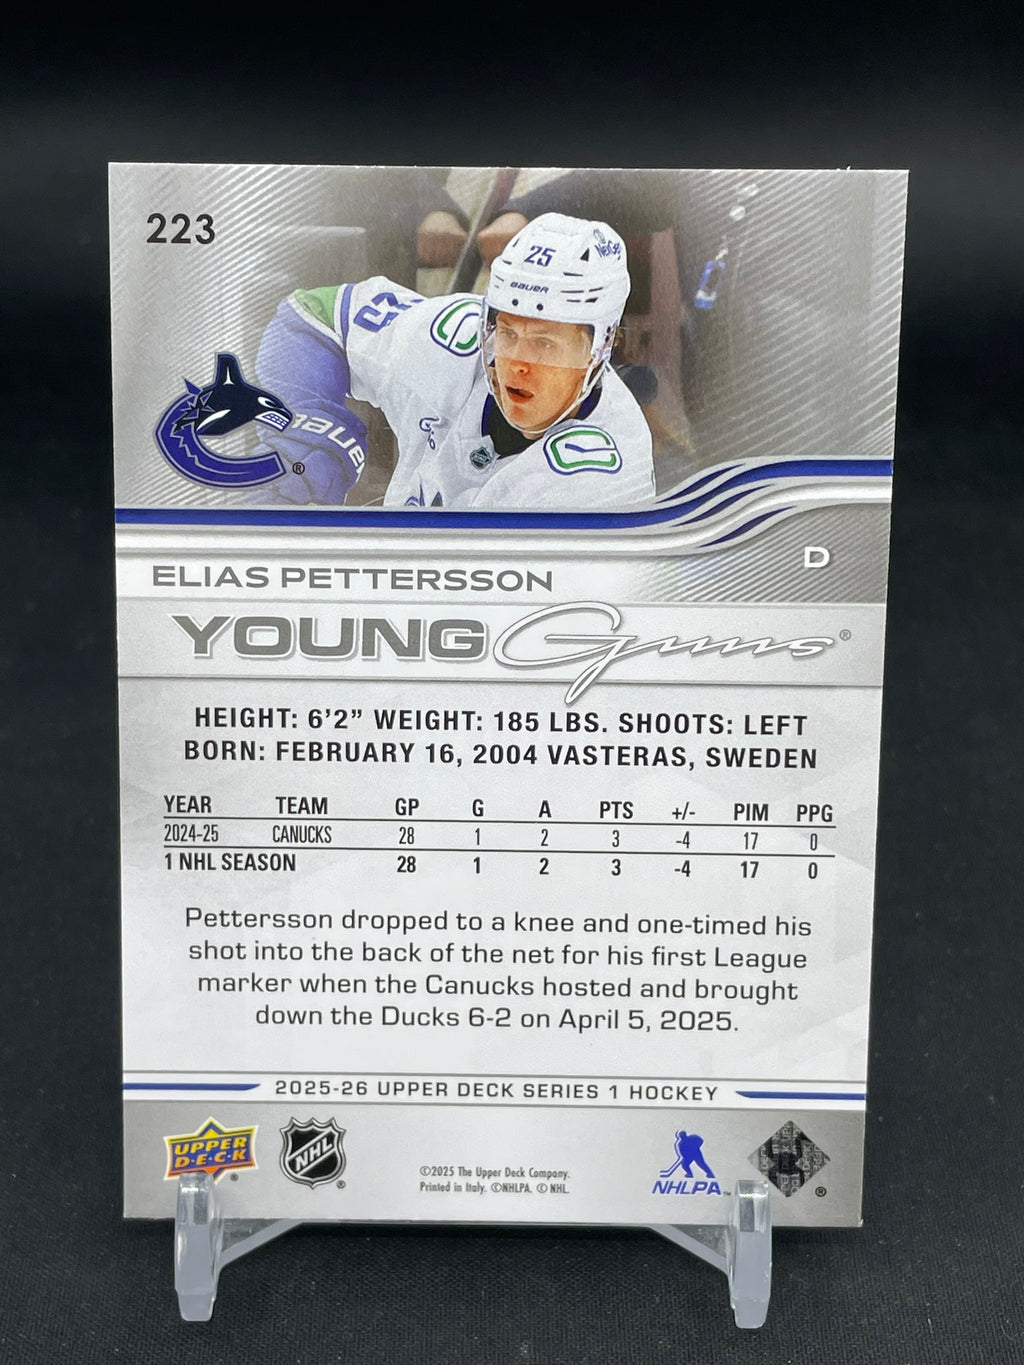 223
25
BAUER
25
BAUER
®
D
ELIAS PETTERSSON
YOUNG Guns®
HEIGHT: 6'2” WEIGHT: 185 LBS. SHOOTS: LEFT
BORN: FEBRUARY 16, 2004 VASTERAS, SWEDEN
YEAR TEAM GP G A PTS +/- PIM PPG
2024-25 CANUCKS 28 1 2 3 -4 17 0
1 NHL SEASON 28 1 2 3 -4 17 0
Pettersson dropped to a knee and one-timed his
shot into the back of the net for his first League
marker when the Canucks hosted and brought
down the Ducks 6-2 on April 5, 2025.
2025-26 UPPER DECK SERIES 1 HOCKEY
UPPER
D·E·C·K
®
NHL
®
©2025 The Upper Deck Company.
Printed in Italy. ©NHLPA. © NHL.
NHLPA™
®